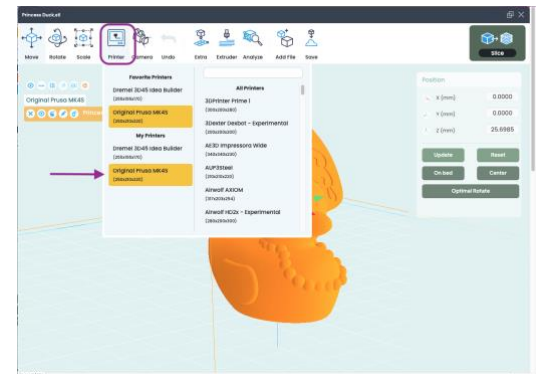 Princess Duck.stl
Move
Rotate
Scale
Printer
Camera
Undo
Extra
Extruder
Analyze
Add File
Save
Slice
Favorite Printers
Dremel 3D45 Idea Builder
Original Prusa MK4S
My Printers
Dremel 3D45 Idea Builder
Original Prusa MK4S
All Printers
3DPrinter Prime 1
3Dexter Desbot - Experimental
AE3D Impressora Wide
AUP3Steel
Airwolf AXIOM
Airwolf HD2x - Experimental
Original Prusa MK4S
Position
X (mm)
0.0000
Y (mm)
0.0000
Z (mm)
25.6985
Update
Reset
On bed
Center
Optimal Rotate